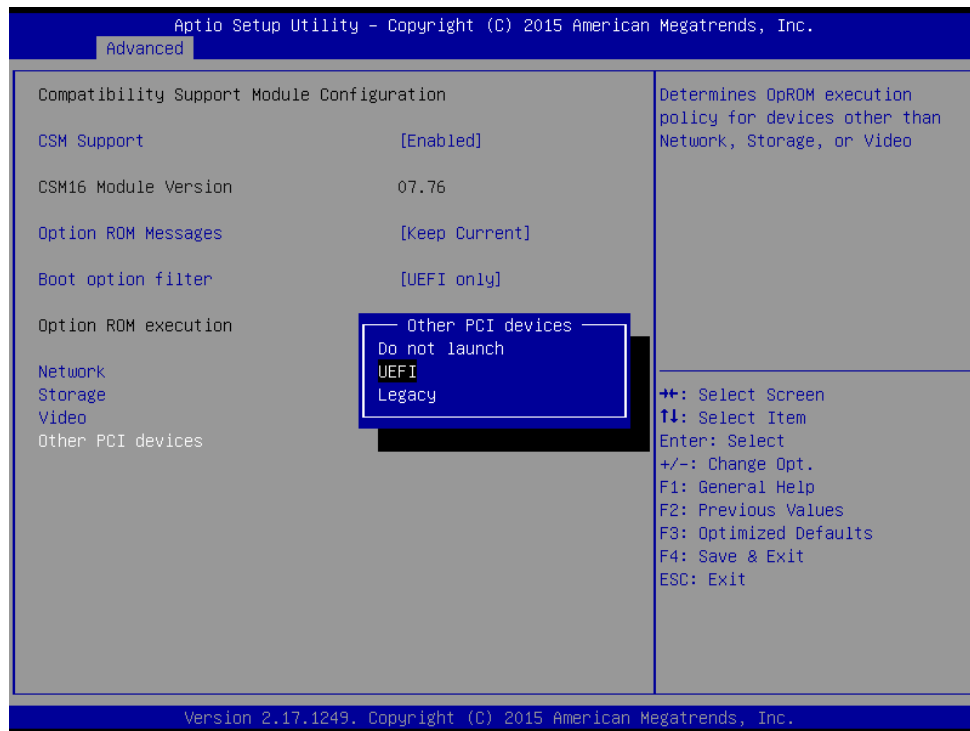 Aptio Setup Utility – Copyright (C) 2015 American Megatrends, Inc.
Advanced
Compatibility Support Module Configuration
CSM Support [Enabled]
CSM16 Module Version 07.76
Option ROM Messages [Keep Current]
Boot option filter [UEFI only]
Option ROM execution
Network
Storage
Video
Other PCI devices
Other PCI devices
Do not launch
UEFI
Legacy
Determines OpROM execution
policy for devices other than
Network, Storage, or Video
→←: Select Screen
↑↓: Select Item
Enter: Select
+/-: Change Opt.
F1: General Help
F2: Previous Values
F3: Optimized Defaults
F4: Save & Exit
ESC: Exit
Version 2.17.1249. Copyright (C) 2015 American Megatrends, Inc.